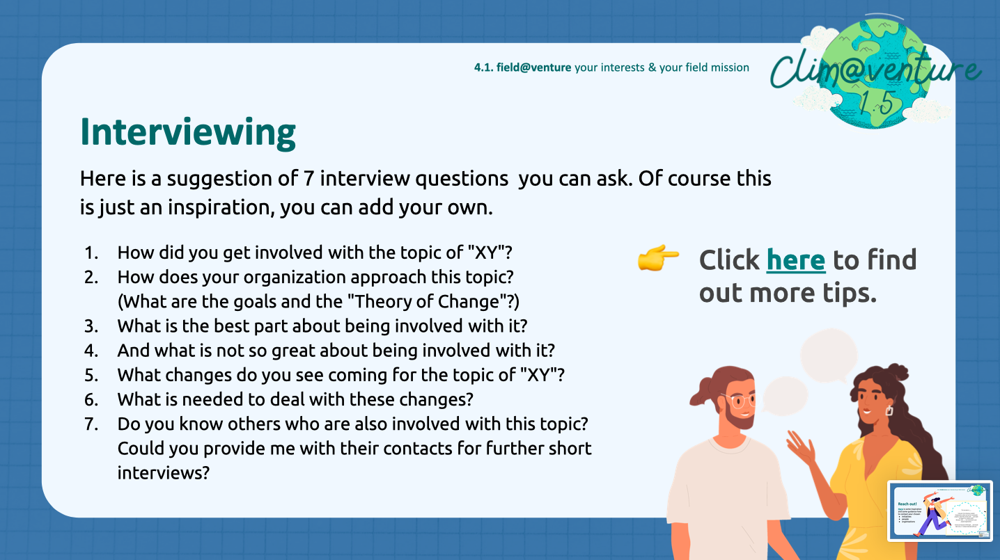 4.1. field@venture your interests & your field mission
Clim@venture
1.5
Interviewing
Here is a suggestion of 7 interview questions  you can ask. Of course this
is just an inspiration, you can add your own.
1. How did you get involved with the topic of "XY"?
2. How does your organization approach this topic?
(What are the goals and the "Theory of Change"?)
3. What is the best part about being involved with it?
4. And what is not so great about being involved with it?
5. What changes do you see coming for the topic of "XY"?
6. What is needed to deal with these changes?
7. Do you know others who are also involved with this topic?
Could you provide me with their contacts for further short
interviews?
Click here to find
out more tips.
Reach out!